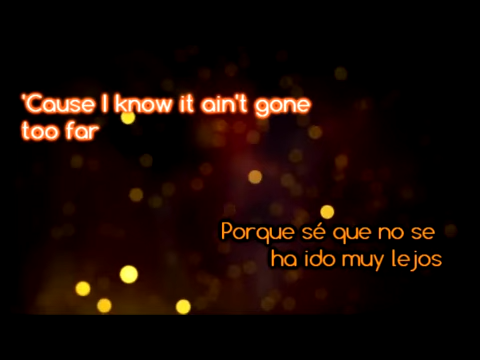 'Cause I know it ain't gone
too far
Porque sé que no se
ha ido muy lejos